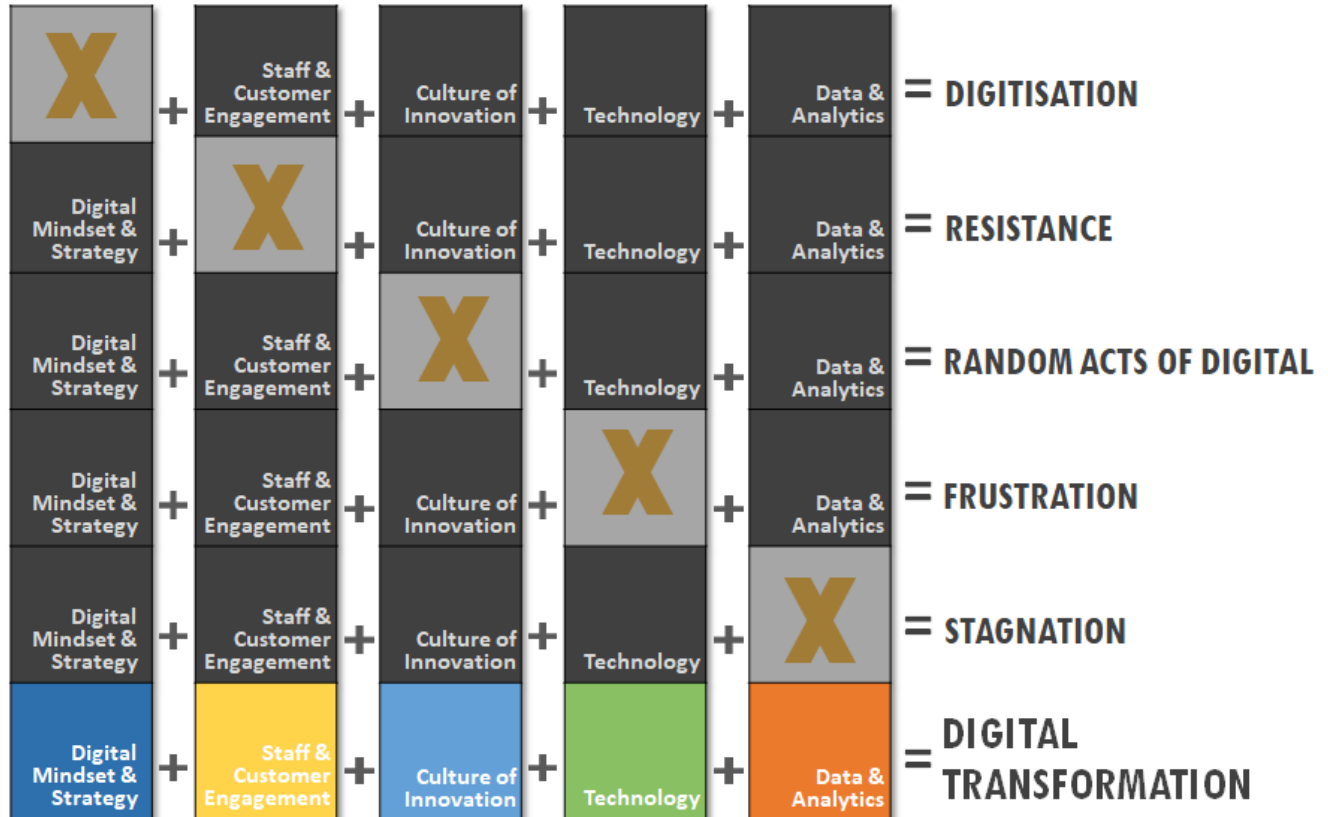 X + Staff & Customer Engagement + Culture of Innovation + Technology + Data & Analytics = DIGITISATION
Digital Mindset & Strategy + X + Culture of Innovation + Technology + Data & Analytics = RESISTANCE
Digital Mindset & Strategy + Staff & Customer Engagement + X + Technology + Data & Analytics = RANDOM ACTS OF DIGITAL
Digital Mindset & Strategy + Staff & Customer Engagement + Culture of Innovation + X + Data & Analytics = FRUSTRATION
Digital Mindset & Strategy + Staff & Customer Engagement + Culture of Innovation + Technology + X = STAGNATION
Digital Mindset & Strategy + Staff & Customer Engagement + Culture of Innovation + Technology + Data & Analytics = DIGITAL TRANSFORMATION